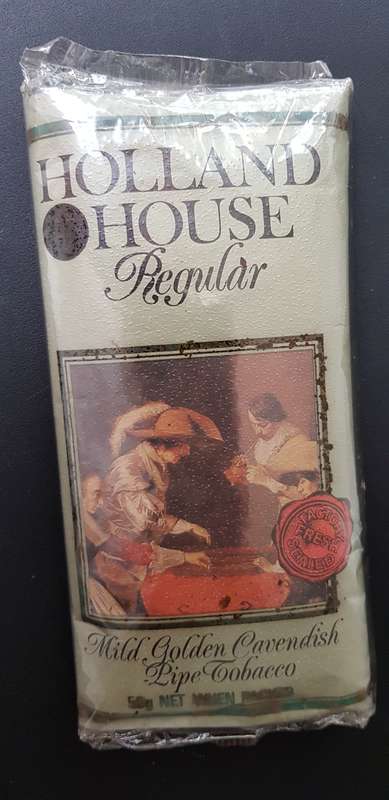 HOLLAND
HOUSE
Regular
FACTORY
FRESH
SEALED
Mild Golden Cavendish
Pipe Tobacco
50g NET WHEN PACKED